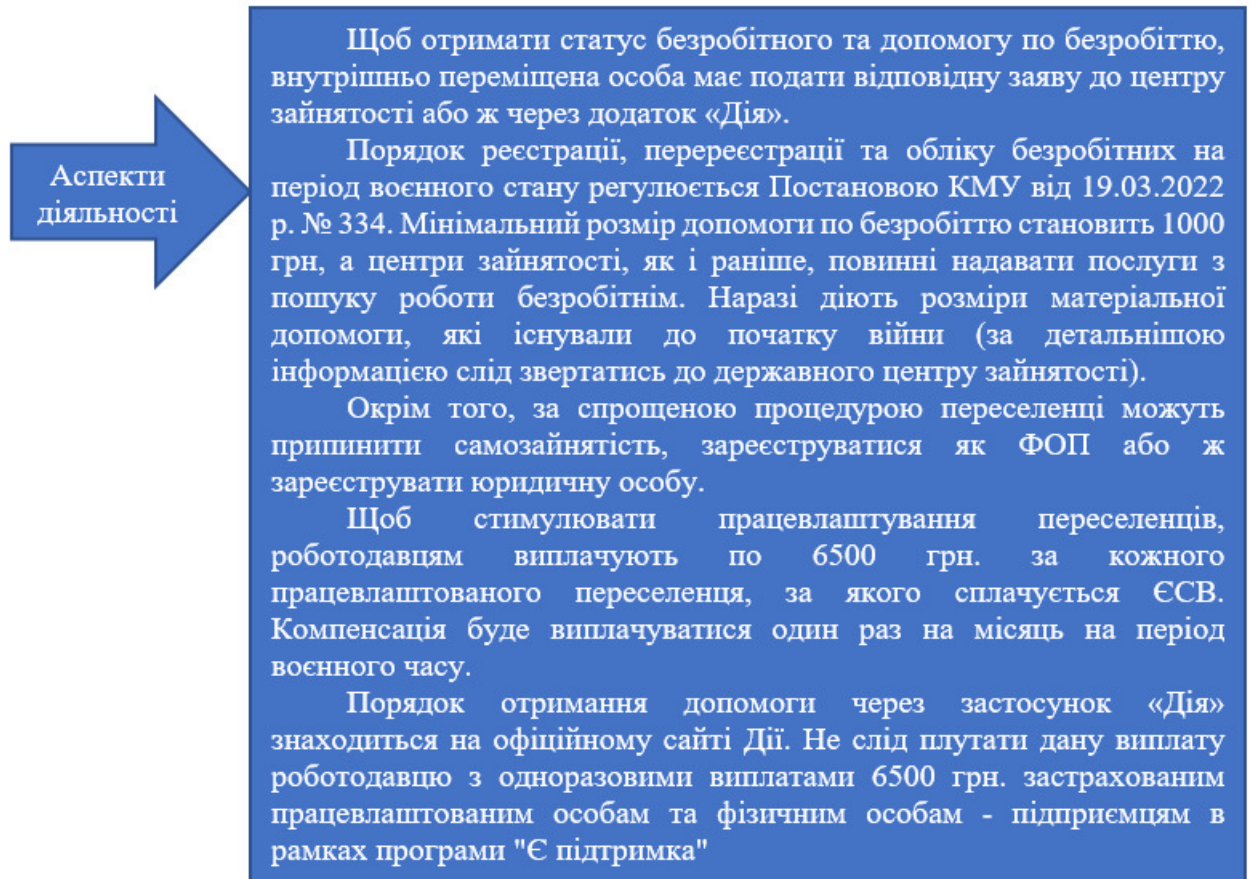 Аспекти
діяльності
Щоб отримати статус безробітного та допомогу по безробіттю,
внутрішньо переміщена особа має подати відповідну заяву до центру
зайнятості або ж через додаток «Дія».
Порядок реєстрації, перереєстрації та обліку безробітних на
період воєнного стану регулюється Постановою КМУ від 19.03.2022
р. № 334. Мінімальний розмір допомоги по безробіттю становить 1000
грн, а центри зайнятості, як і раніше, повинні надавати послуги з
пошуку роботи безробітнім. Наразі діють розміри матеріальної
допомоги, які існували до початку війни (за детальнішою
інформацією слід звертатись до державного центру зайнятості).
Окрім того, за спрощеною процедурою переселенці можуть
припинити самозайнятість, зареєструватися як ФОП або ж
зареєструвати юридичну особу.
Щоб стимулювати працевлаштування переселенців,
роботодавцям виплачують по 6500 грн. за кожного
працевлаштованого переселенця, за якого сплачується ЄСВ.
Компенсація буде виплачуватися один раз на місяць на період
воєнного часу.
Порядок отримання допомоги через застосунок «Дія»
знаходиться на офіційному сайті Дії. Не слід плутати дану виплату
роботодавцю з одноразовими виплатами 6500 грн. застрахованим
працевлаштованим особам та фізичним особам - підприємцям в
рамках програми "Є підтримка"